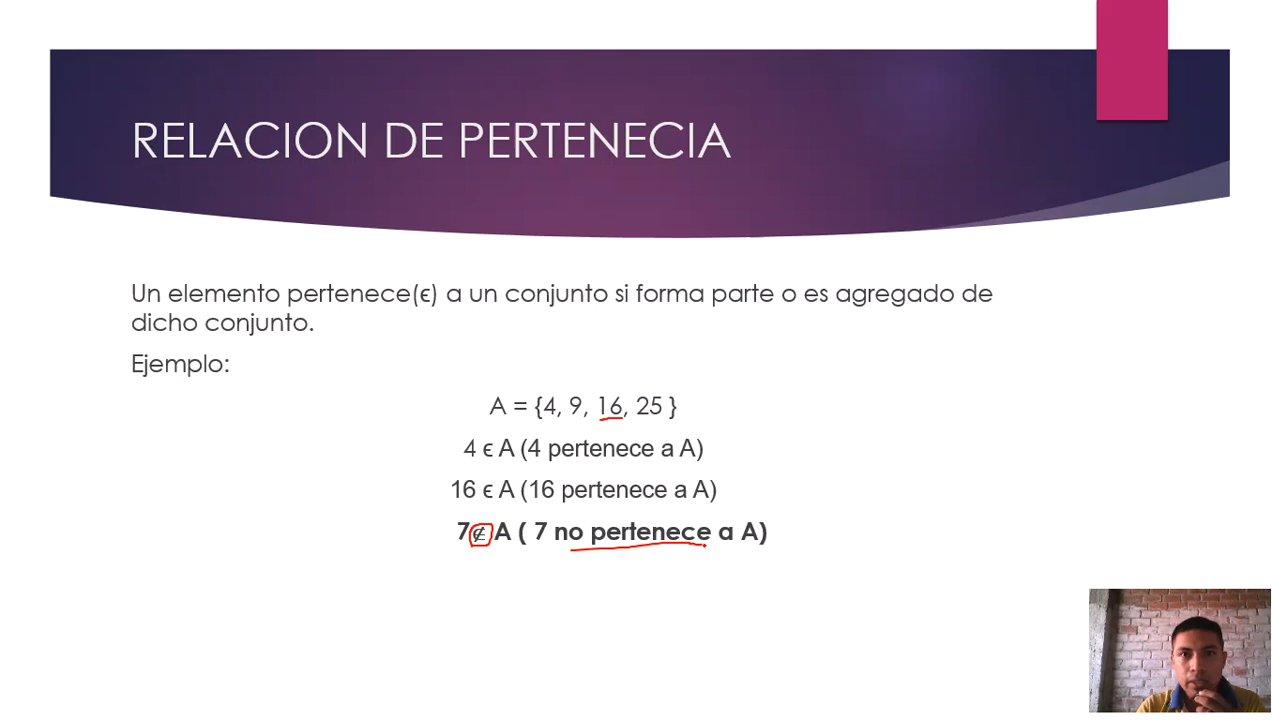 RELACION DE PERTENECIA
Un elemento pertenece(ϵ) a un conjunto si forma parte o es agregado de
dicho conjunto.
Ejemplo:
A = {4, 9, 16, 25 }
4 ϵ A (4 pertenece a A)
16 ϵ A (16 pertenece a A)
7∉ A ( 7 no pertenece a A)